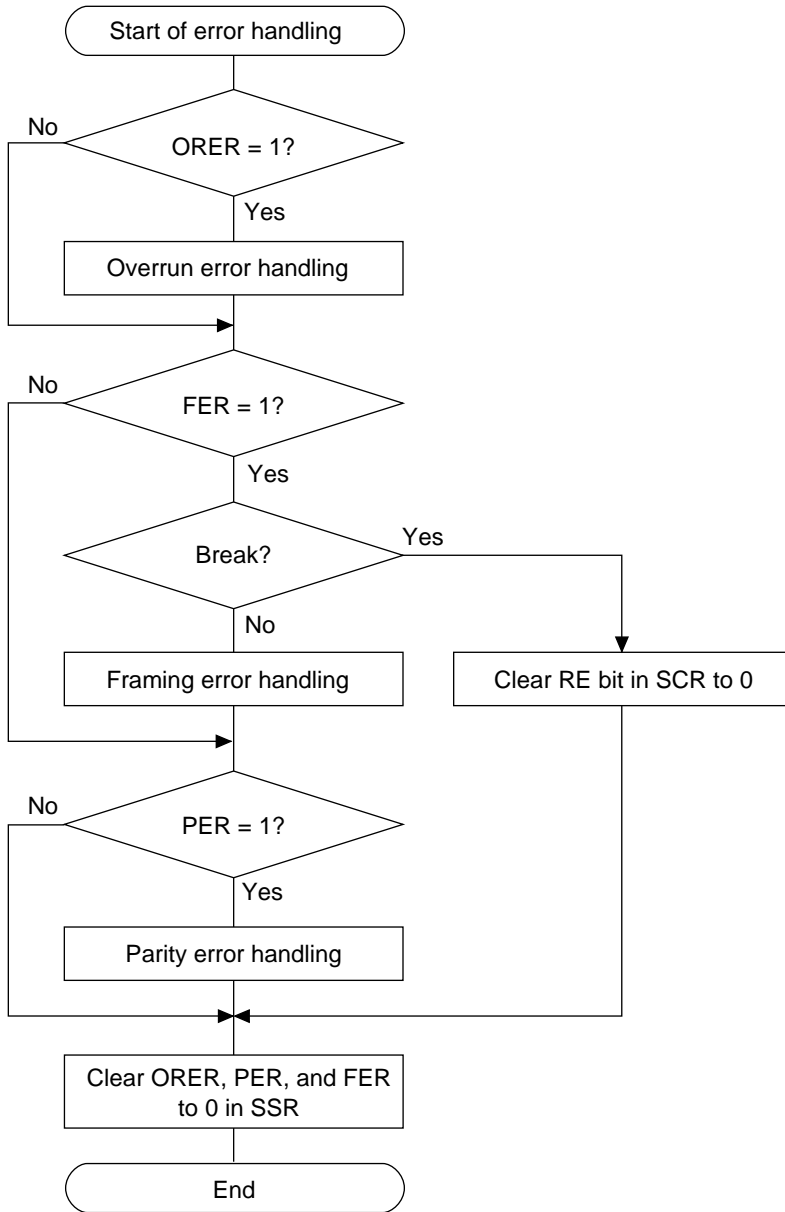 Start of error handling
No
ORER = 1?
Yes
Overrun error handling
No
FER = 1?
Yes
Break?
Yes
No
Framing error handling
Clear RE bit in SCR to 0
No
PER = 1?
Yes
Parity error handling
Clear ORER, PER, and FER
to 0 in SSR
End